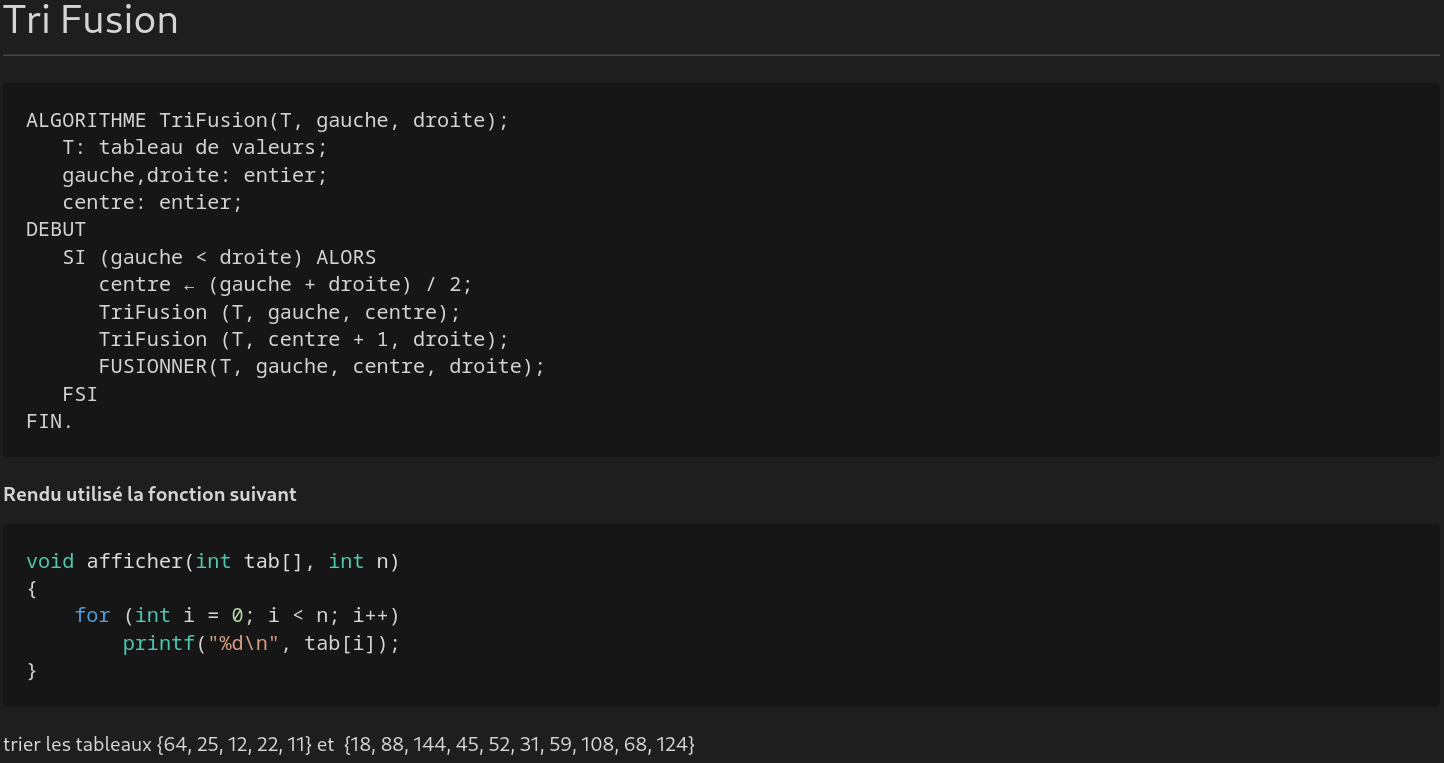 Tri Fusion
ALGORITHME TriFusion(T, gauche, droite);
   T: tableau de valeurs;
   gauche,droite: entier;
   centre: entier;
DEBUT
   SI (gauche < droite) ALORS
      centre ← (gauche + droite) / 2;
      TriFusion (T, gauche, centre);
      TriFusion (T, centre + 1, droite);
      FUSIONNER(T, gauche, centre, droite);
   FSI
FIN.
Rendu utilisé la fonction suivant
void afficher(int tab[], int n)
{
    for (int i = 0; i < n; i++)
        printf("%d\n", tab[i]);
}
trier les tableaux {64, 25, 12, 22, 11} et  {18, 88, 144, 45, 52, 31, 59, 108, 68, 124}